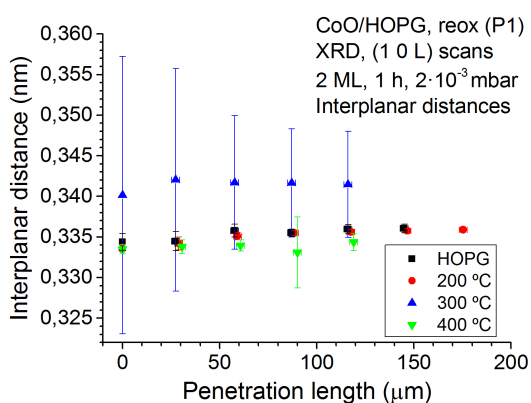 CoO/HOPG, reox (P1)
XRD, (1 0 L) scans
2 ML, 1 h, 2·10⁻³ mbar
Interplanar distances
0,360
0,355
0,350
0,345
0,340
0,335
0,330
0,325
Interplanar distance (nm)
HOPG
200 ºC
300 ºC
400 ºC
0 50 100 150 200
Penetration length (μm)